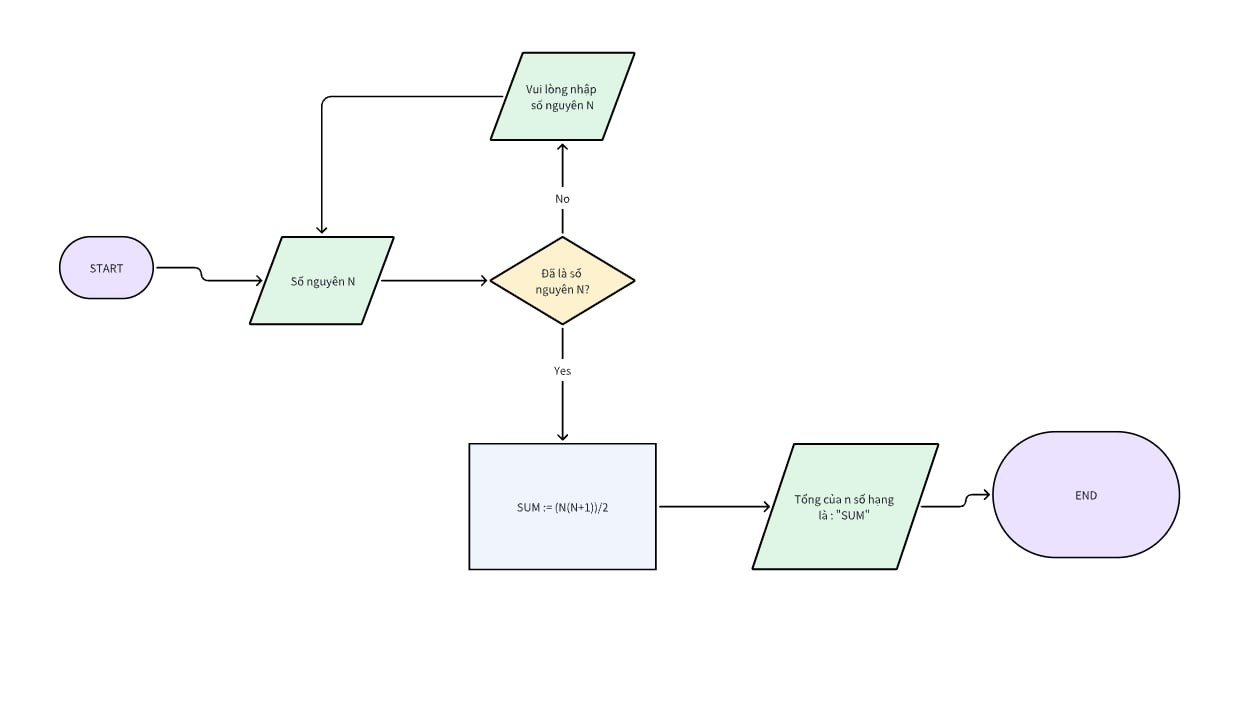 Vui lòng nhập
số nguyên N
No
START
Số nguyên N
Đã là số
nguyên N?
Yes
SUM := (N(N+1))/2
Tổng của n số hạng
là : "SUM"
END